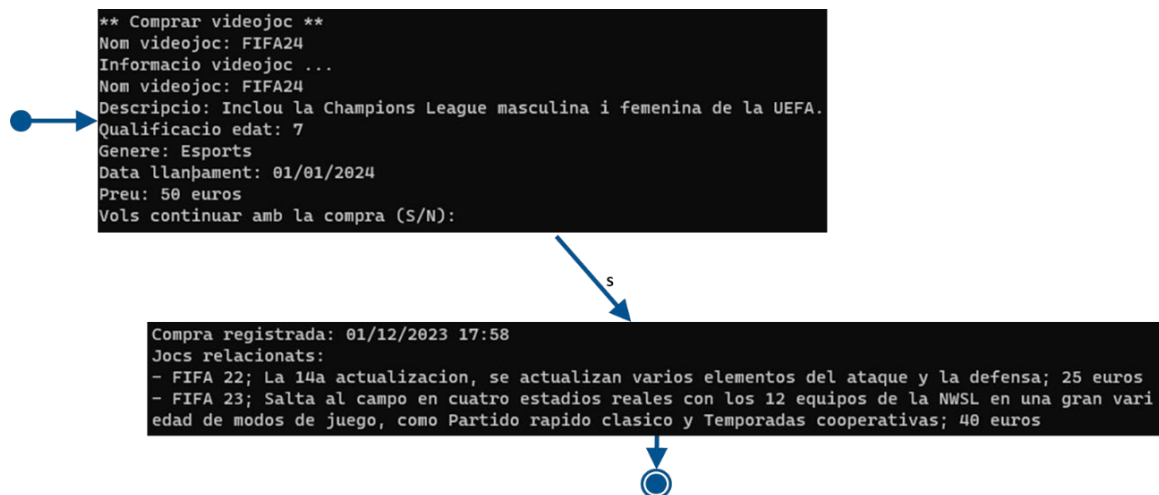 ** Comprar videojoc **
Nom videojoc: FIFA24
Informacio videojoc ...
Nom videojoc: FIFA24
Descripcio: Inclou la Champions League masculina i femenina de la UEFA.
Qualificacio edat: 7
Genere: Esports
Data llanþament: 01/01/2024
Preu: 50 euros
Vols continuar amb la compra (S/N):
S
Compra registrada: 01/12/2023 17:58
Jocs relacionats:
- FIFA 22; La 14a actualizacion, se actualizan varios elementos del ataque y la defensa; 25 euros
- FIFA 23; Salta al campo en cuatro estadios reales con los 12 equipos de la NWSL en una gran vari
edad de modos de juego, como Partido rapido clasico y Temporadas cooperativas; 40 euros